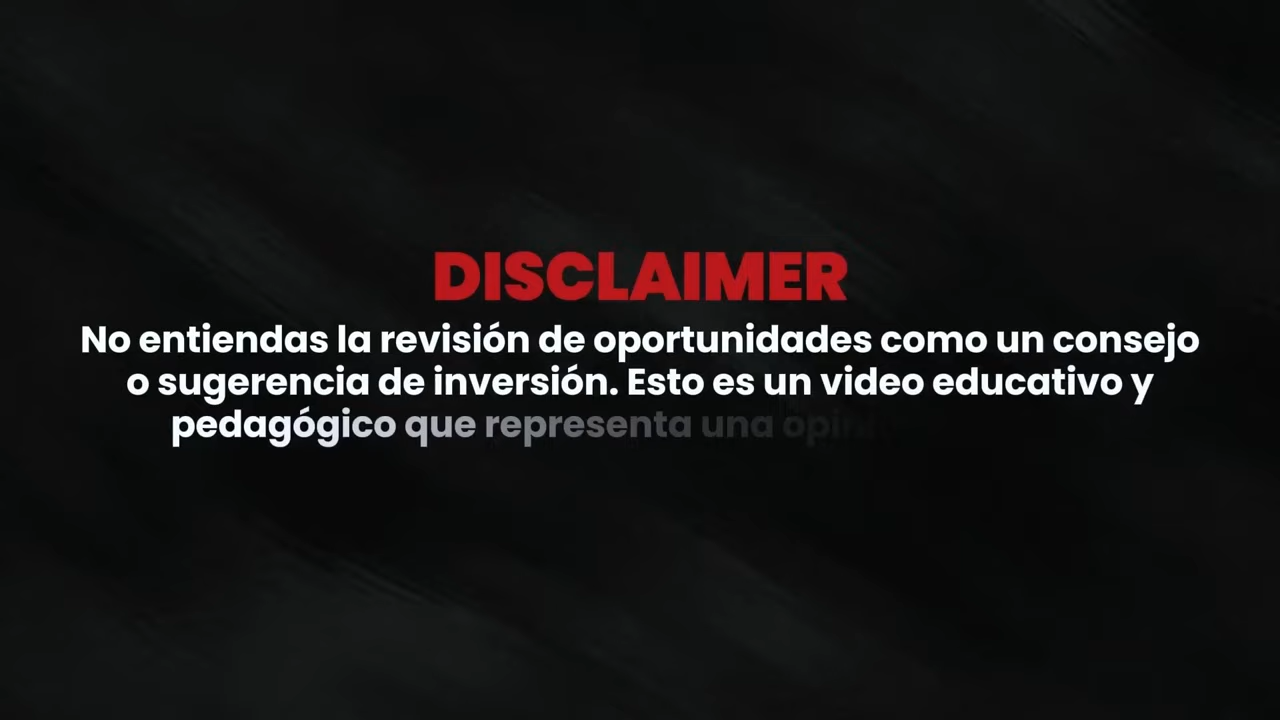 DISCLAIMER
No entiendas la revisión de oportunidades como un consejo
o sugerencia de inversión. Esto es un video educativo y
pedagógico que representa una